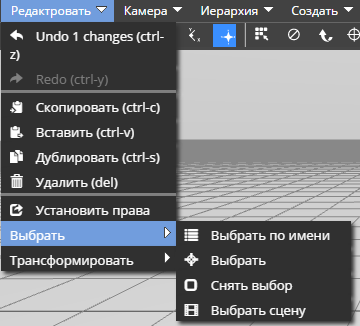 Редактировать Камера Иерархия Создать
Undo 1 changes (ctrl-
z)
Redo (ctrl-y)
Скопировать (ctrl-c)
Вставить (ctrl-v)
Дублировать (ctrl-s)
Удалить (del)
Установить права
Выбрать
Трансформировать
Выбрать по имени
Выбрать
Снять выбор
Выбрать сцену